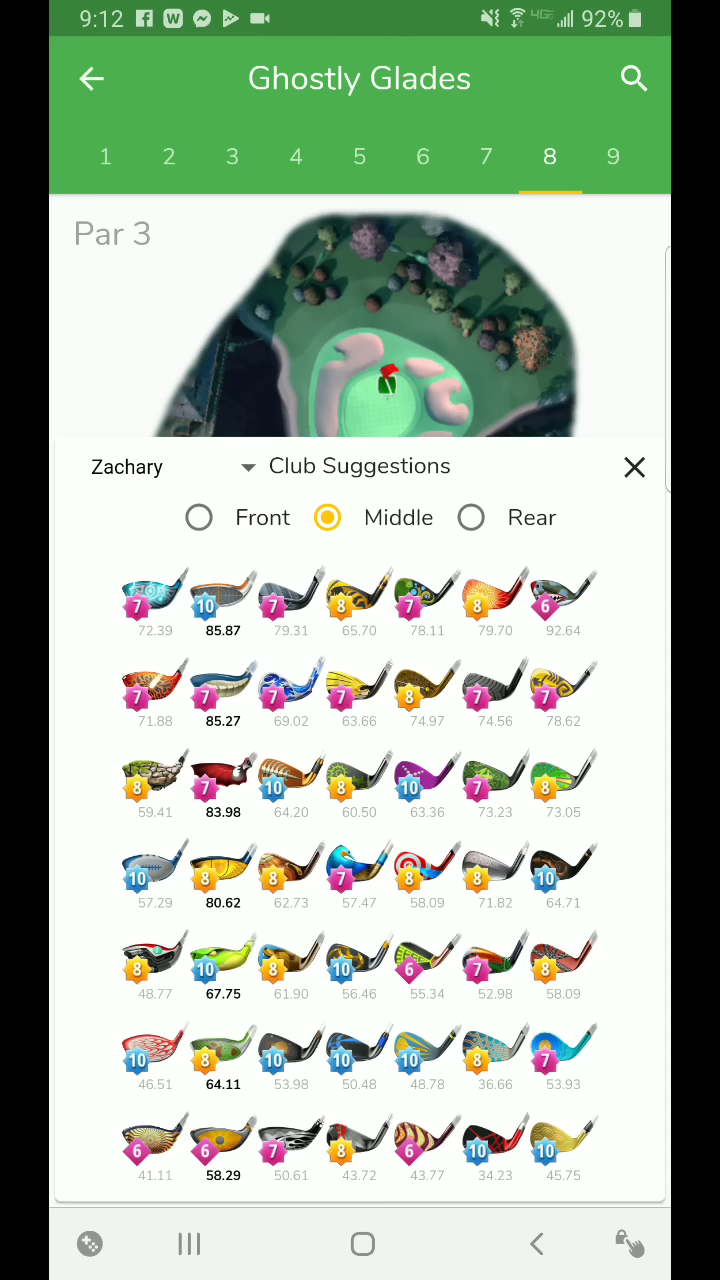 9:12 f W 4GE 92%
Ghostly Glades
1 2 3 4 5 6 7 8 9
Par 3
Zachary Club Suggestions
Front Middle Rear
7 10 7 8 7 8 6
72.39 85.87 79.31 65.70 78.11 79.70 92.64
7 7 7 7 8 7 7
71.88 85.27 69.02 63.66 74.97 74.56 78.62
8 7 10 8 10 7 8
59.41 83.98 64.20 60.50 63.36 73.23 73.05
10 8 8 7 8 8 10
57.29 80.62 62.73 57.47 58.09 71.82 64.71
8 10 8 10 6 7 8
48.77 67.75 61.90 56.46 55.34 52.98 58.09
10 8 10 10 10 8 7
46.51 64.11 53.98 50.48 48.78 36.66 53.93
6 6 7 8 6 10 10
41.11 58.29 50.61 43.72 43.77 34.23 45.75